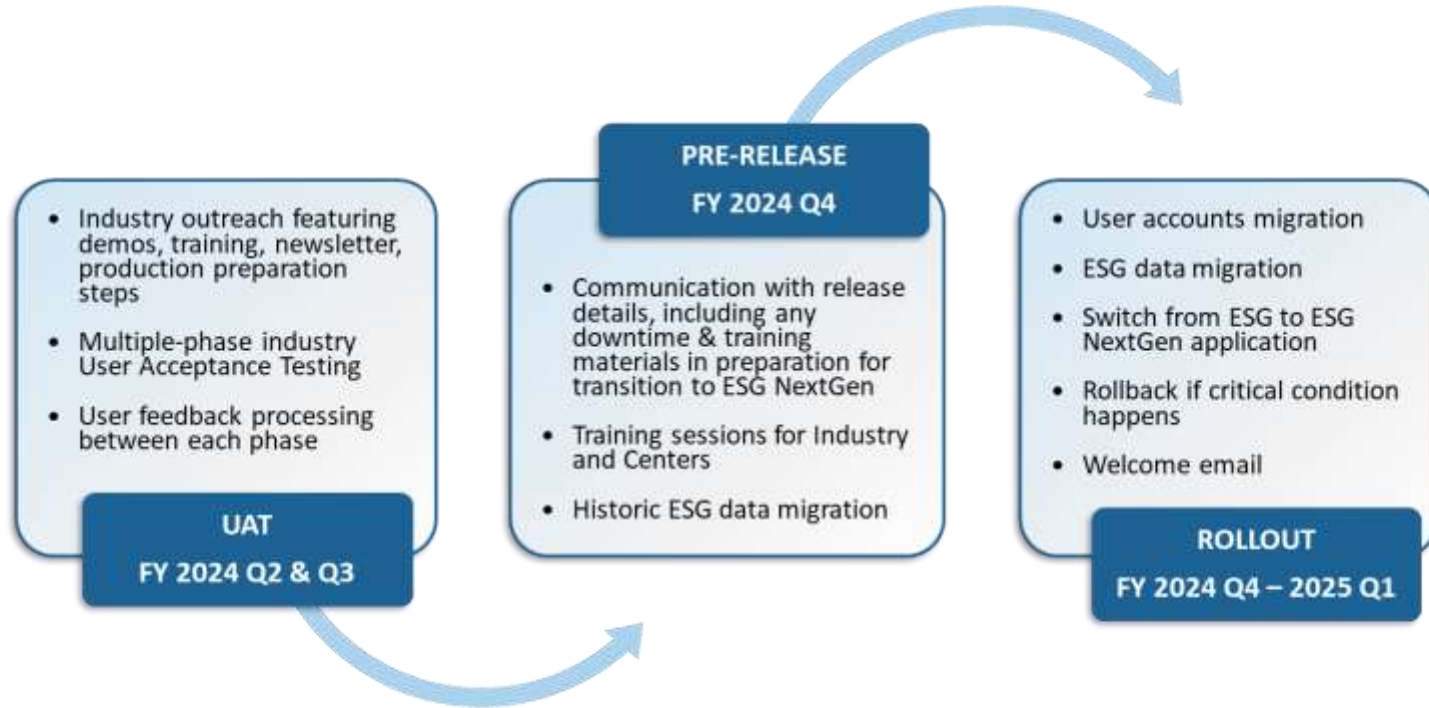 • Industry outreach featuring
demos, training, newsletter,
production preparation
steps
• Multiple-phase industry
User Acceptance Testing
• User feedback processing
between each phase
UAT
FY 2024 Q2 & Q3
PRE-RELEASE
FY 2024 Q4
• Communication with release
details, including any
downtime & training
materials in preparation for
transition to ESG NextGen
• Training sessions for Industry
and Centers
• Historic ESG data migration
• User accounts migration
• ESG data migration
• Switch from ESG to ESG
NextGen application
• Rollback if critical condition
happens
• Welcome email
ROLLOUT
FY 2024 Q4 – 2025 Q1